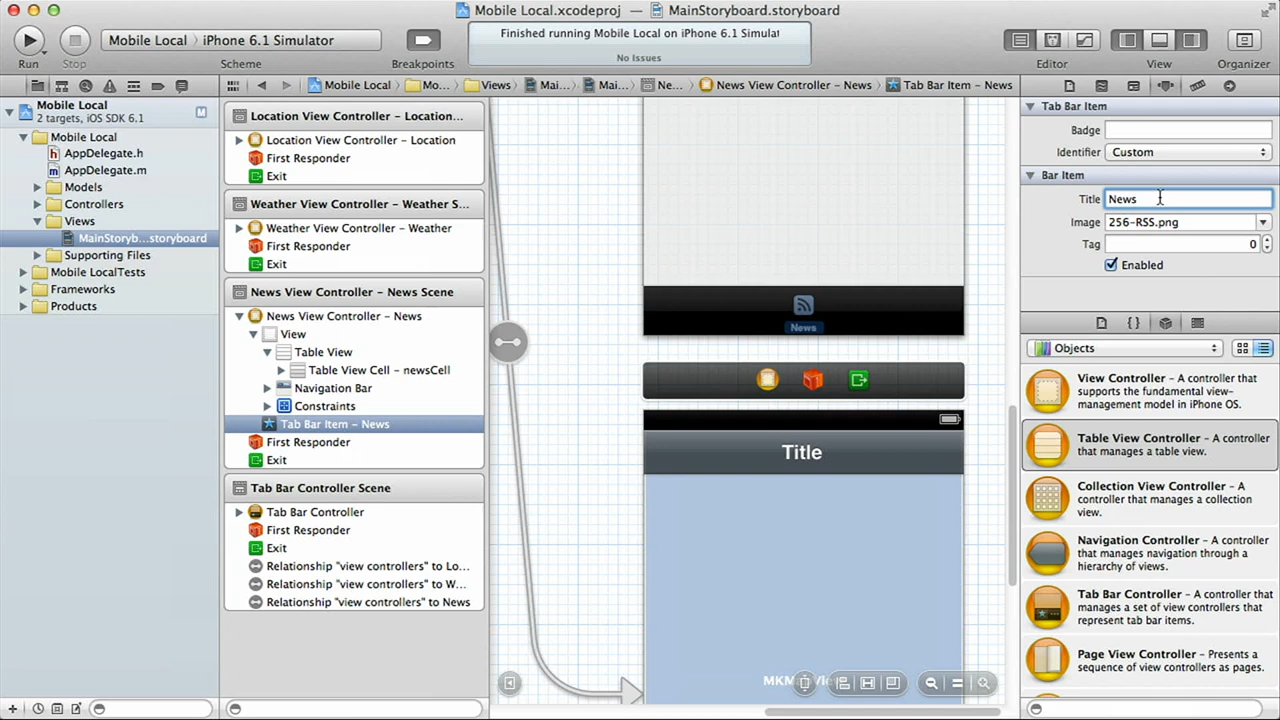 Mobile Local.xcodeproj — MainStoryboard.storyboard
Mobile Local iPhone 6.1 Simulator
Finished running Mobile Local on iPhone 6.1 Simulat
No Issues
Run Stop Scheme Breakpoints Editor View Organizer
Mobile Local Mo... Views Mai... Mai... Ne... News View Controller – News Tab Bar Item – News
Mobile Local
2 targets, iOS SDK 6.1
M
Mobile Local
AppDelegate.h
AppDelegate.m
Models
Controllers
Views
MainStoryb...storyboard
Supporting Files
Mobile LocalTests
Frameworks
Products
Location View Controller – Location...
Location View Controller – Location
First Responder
Exit
Weather View Controller – Weather S...
Weather View Controller – Weather
First Responder
Exit
News View Controller – News Scene
News View Controller – News
View
Table View
Table View Cell – newsCell
Navigation Bar
Constraints
Tab Bar Item – News
First Responder
Exit
Tab Bar Controller Scene
Tab Bar Controller
First Responder
Exit
Relationship "view controllers" to Lo...
Relationship "view controllers" to W...
Relationship "view controllers" to News
News
Title
Tab Bar Item
Badge
Identifier Custom
Bar Item
Title News
Image 256-RSS.png
Tag 0
Enabled
{ }
Objects
View Controller – A controller that
supports the fundamental view-
management model in iPhone OS.
Table View Controller – A controller
that manages a table view.
Collection View Controller – A
controller that manages a collection
view.
Navigation Controller – A controller
that manages navigation through a
hierarchy of views.
Tab Bar Controller – A controller that
manages a set of view controllers that
represent tab bar items.
Page View Controller – Presents a
sequence of view controllers as pages.